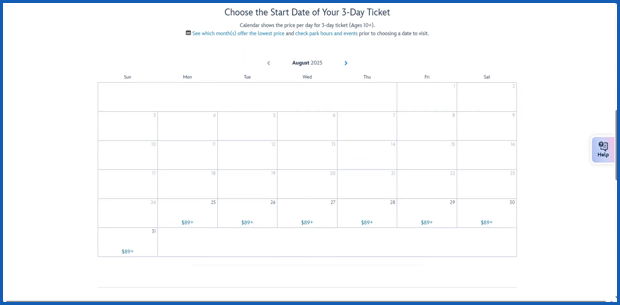 Choose the Start Date of Your 3-Day Ticket
Calendar shows the price per day for 3-day ticket (Ages 10+).
See which month(s) offer the lowest price and check park hours and events prior to choosing a date to visit.
August 2025
Sun Mon Tue Wed Thu Fri Sat
1 2
3 4 5 6 7 8 9
10 11 12 13 14 15 16
17 18 19 20 21 22 23
24 25 26 27 28 29 30
$89+ $89+ $89+ $89+ $89+ $89+
31
$89+
Help